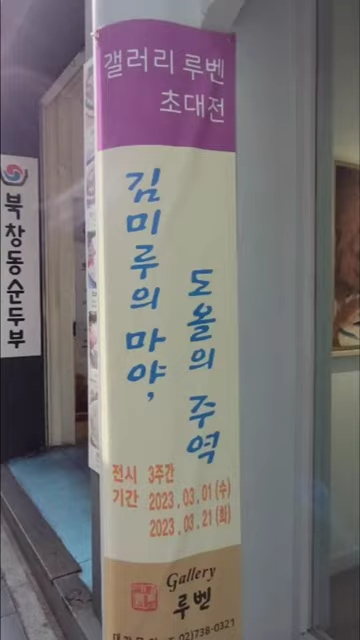 갤러리 루벤
초대전
김미루의 마야,
도올의 주역
전시 3주간
기간 2023.03.01(수)
2023.03.21(화)
Gallery
루벤
02)738-0321
북창동순두부